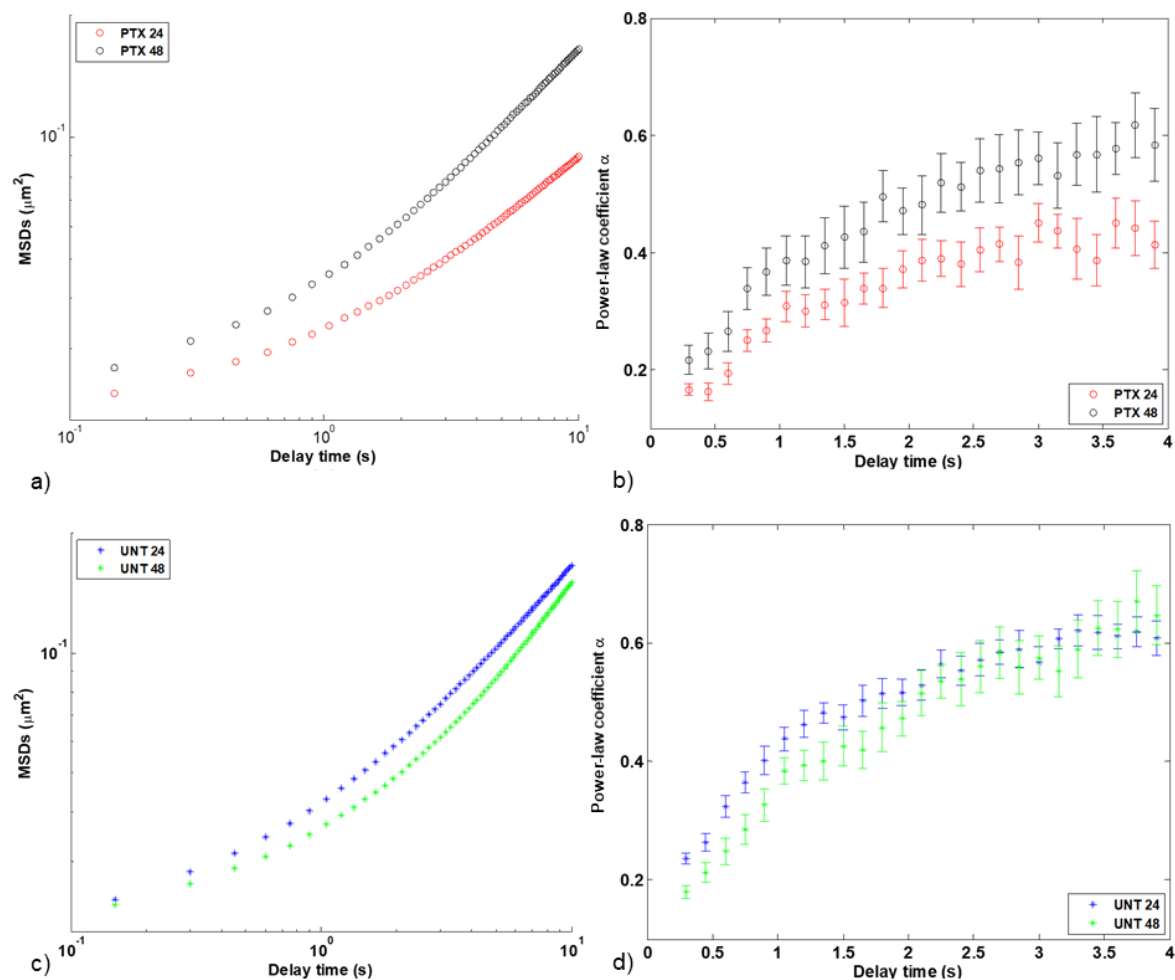 PTX 24
PTX 48
10⁻¹
MSDs (μm²)
10⁻¹ 10⁰ 10¹
Delay time (s)
a)
0.8
0.6
0.4
0.2
Power-law coefficient α
PTX 24
PTX 48
0 0.5 1 1.5 2 2.5 3 3.5 4
Delay time (s)
b)
UNT 24
UNT 48
10⁻¹
MSDs (μm²)
10⁻¹ 10⁰ 10¹
Delay time (s)
c)
0.8
0.6
0.4
0.2
Power-law coefficient α
UNT 24
UNT 48
0 0.5 1 1.5 2 2.5 3 3.5 4
Delay time (s)
d)